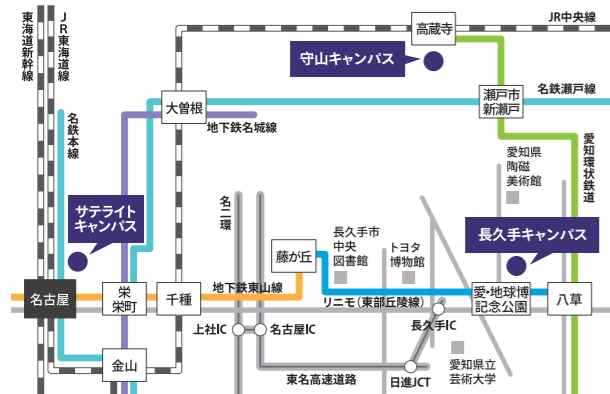 東海道新幹線
JR東海道線
名鉄本線
高蔵寺
JR中央線
守山キャンパス
大曽根
地下鉄名城線
瀬戸市
新瀬戸
名鉄瀬戸線
愛知環状鉄道
愛知県
陶磁
美術館
サテライト
キャンパス
名二環
藤が丘
長久手市
中央
図書館
トヨタ
博物館
長久手キャンパス
名古屋
栄
栄町
千種
地下鉄東山線
リニモ（東部丘陵線）
愛・地球博
記念公園
八草
上社IC
名古屋IC
長久手IC
金山
東名高速道路
日進JCT
愛知県立
芸術大学